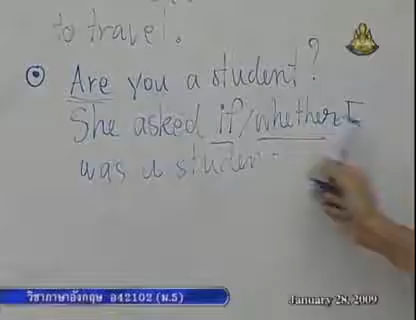 to travel.
Are you a student?
She asked if/whether I
was a studen
วิชาภาษาอังกฤษ อ42102 (ม.5)
January 28, 2009